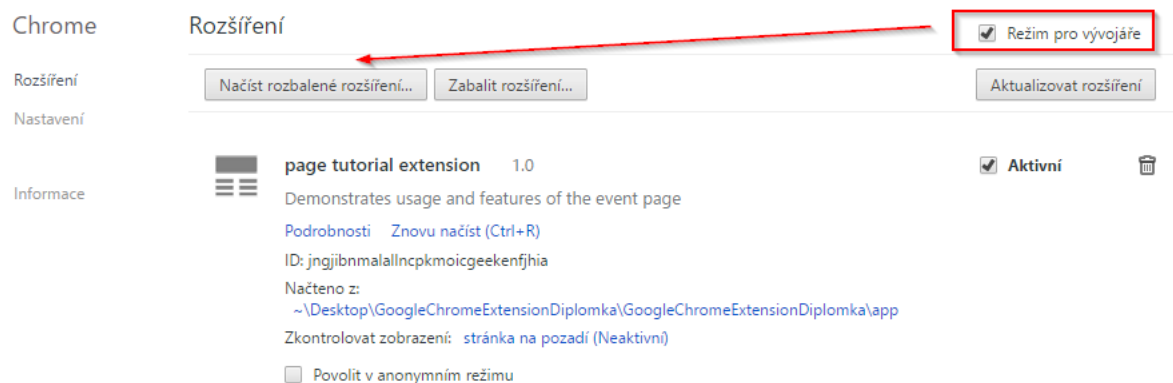 Chrome
Rozšíření
Režim pro vývojáře
Rozšíření
Načíst rozbalené rozšíření...
Zabalit rozšíření...
Aktualizovat rozšíření
Nastavení
Informace
page tutorial extension 1.0
Aktivní
Demonstrates usage and features of the event page
Podrobnosti Znovu načíst (Ctrl+R)
ID: jngjibnmalallncpkmoicgeekenfjhia
Načteno z:
~\Desktop\GoogleChromeExtensionDiplomka\GoogleChromeExtensionDiplomka\app
Zkontrolovat zobrazení: stránka na pozadí (Neaktivní)
Povolit v anonymním režimu